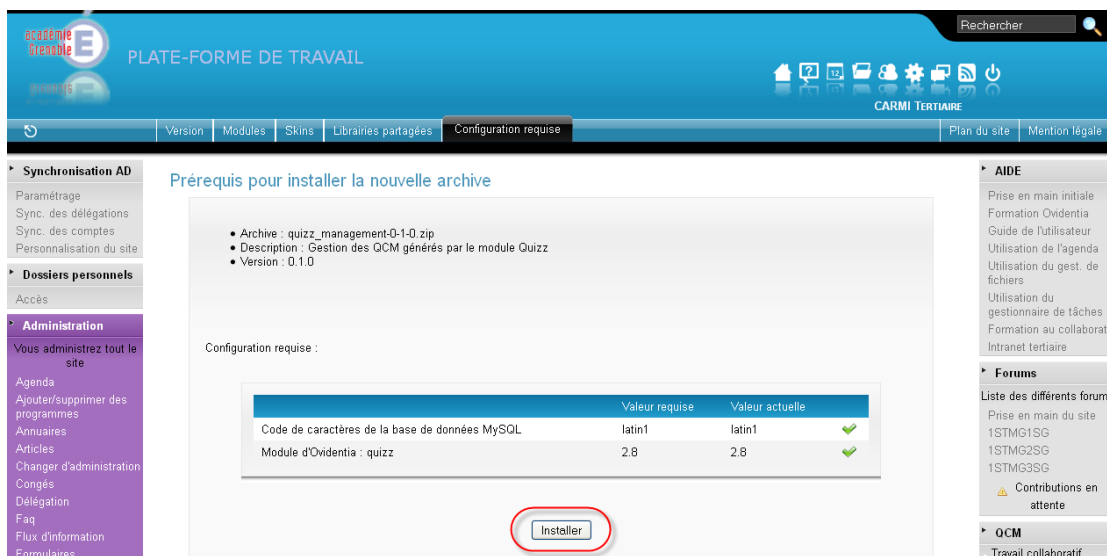 Rechercher
académie
Grenoble
PLATE-FORME DE TRAVAIL
12
CARMI TERTIAIRE
Version Modules Skins Librairies partagées Configuration requise Plan du site Mention légale
Synchronisation AD
Paramétrage
Sync. des délégations
Sync. des comptes
Personnalisation du site
Dossiers personnels
Accès
Administration
Vous administrez tout le
site
Agenda
Ajouter/supprimer des
programmes
Annuaires
Articles
Changer d'administration
Congés
Délégation
Faq
Flux d'information
Formulaires
Prérequis pour installer la nouvelle archive
• Archive : quizz_management-0-1-0.zip
• Description : Gestion des QCM générés par le module Quizz
• Version : 0.1.0
Configuration requise :
Valeur requise Valeur actuelle
Code de caractères de la base de données MySQL latin1 latin1
Module d'Ovidentia : quizz 2.8 2.8
Installer
AIDE
Prise en main initiale
Formation Ovidentia
Guide de l'utilisateur
Utilisation de l'agenda
Utilisation du gest. de
fichiers
Utilisation du
gestionnaire de tâches
Formation au collaborat
Intranet tertiaire
Forums
Liste des différents forum
Prise en main du site
1STMG1SG
1STMG2SG
1STMG3SG
Contributions en
attente
QCM
Travail collaboratif